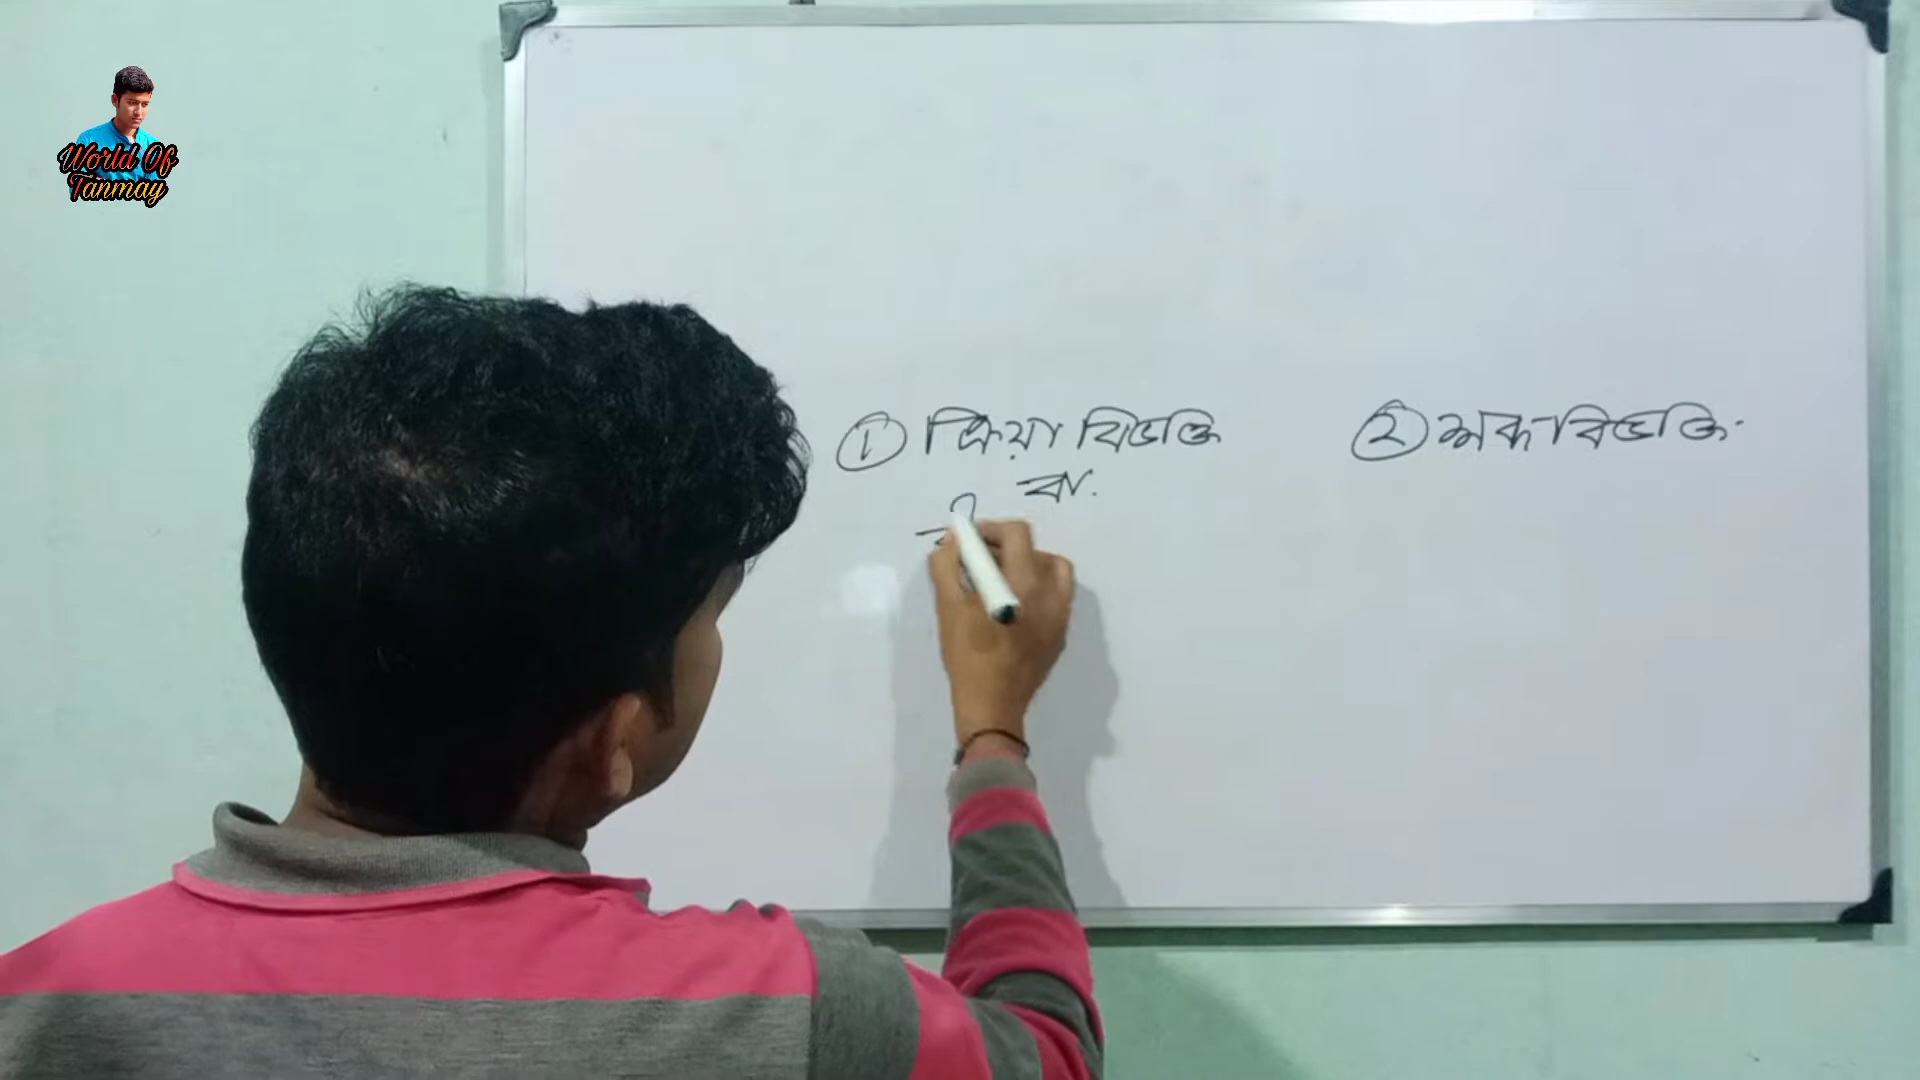 World Of
Tanmay
① ক্রিয়া বিভক্তি
② শব্দ বিভক্তি
বা